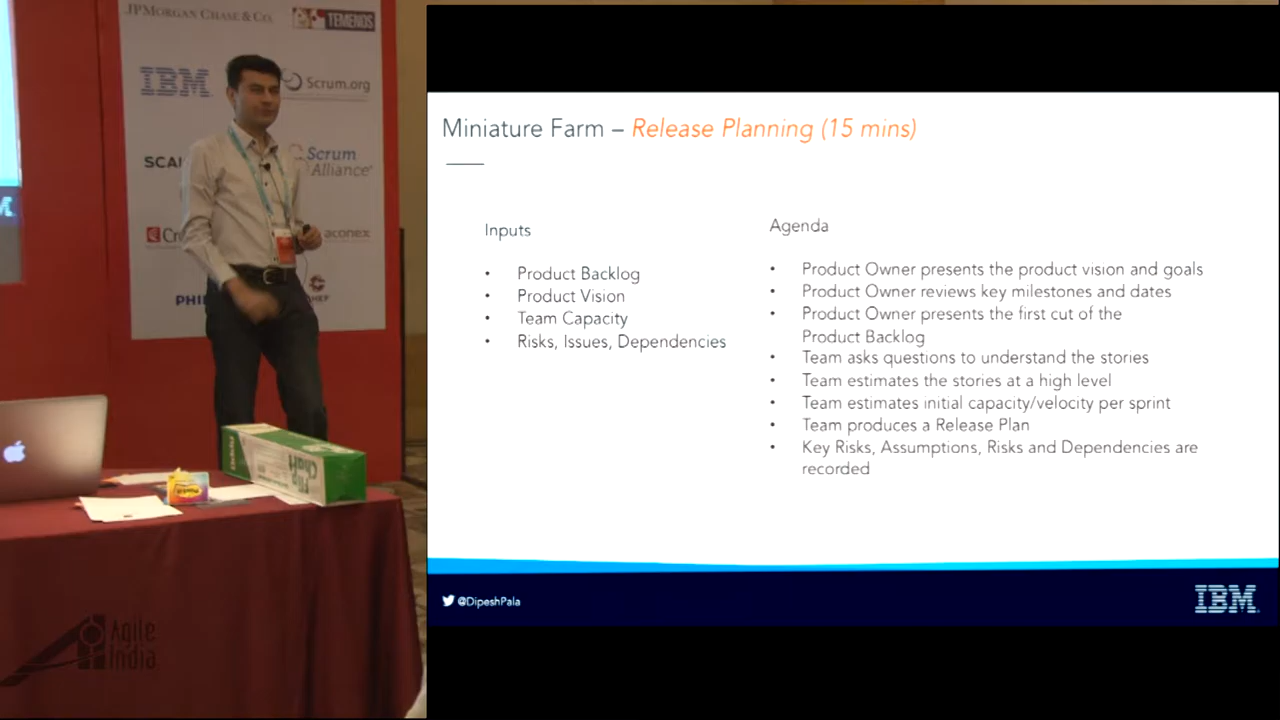 JPMORGAN CHASE & CO.
TEMENOS
IBM
Scrum.org
Scrum
Alliance
aconex
Miniature Farm – Release Planning (15 mins)
Inputs
• Product Backlog
• Product Vision
• Team Capacity
• Risks, Issues, Dependencies
Agenda
• Product Owner presents the product vision and goals
• Product Owner reviews key milestones and dates
• Product Owner presents the first cut of the
Product Backlog
• Team asks questions to understand the stories
• Team estimates the stories at a high level
• Team estimates initial capacity/velocity per sprint
• Team produces a Release Plan
• Key Risks, Assumptions, Risks and Dependencies are
recorded
@DipeshPala
IBM
Agile
India